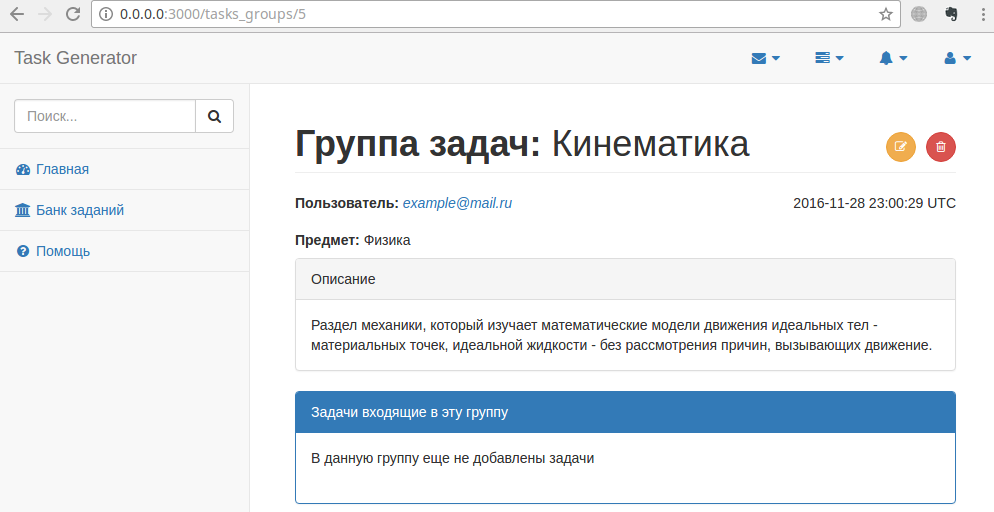 0.0.0.0:3000/tasks_groups/5
Task Generator
Поиск...
Главная
Банк заданий
Помощь
Группа задач: Кинематика
Пользователь: example@mail.ru
2016-11-28 23:00:29 UTC
Предмет: Физика
Описание
Раздел механики, который изучает математические модели движения идеальных тел -
материальных точек, идеальной жидкости - без рассмотрения причин, вызывающих движение.
Задачи входящие в эту группу
В данную группу еще не добавлены задачи